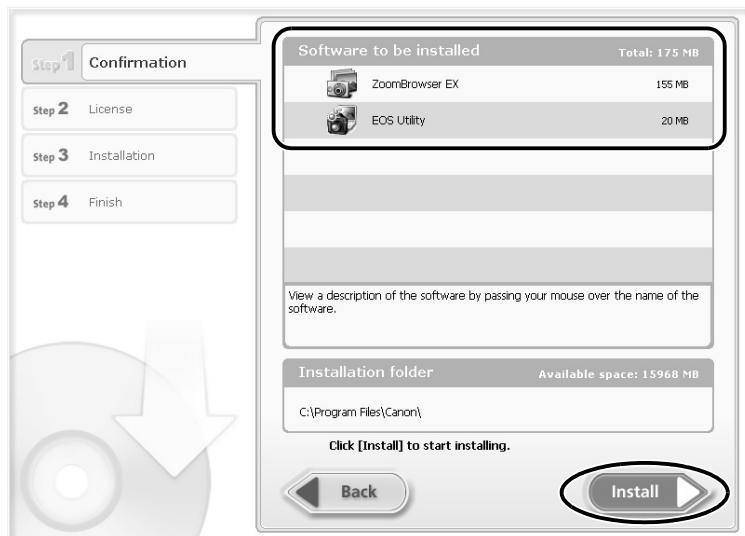 Step 1 Confirmation
Step 2 License
Step 3 Installation
Step 4 Finish
Software to be installed Total: 175 MB
ZoomBrowser EX 155 MB
EOS Utility 20 MB
View a description of the software by passing your mouse over the name of the
software.
Installation folder Available space: 15968 MB
C:\Program Files\Canon\
Click [Install] to start installing.
Back Install